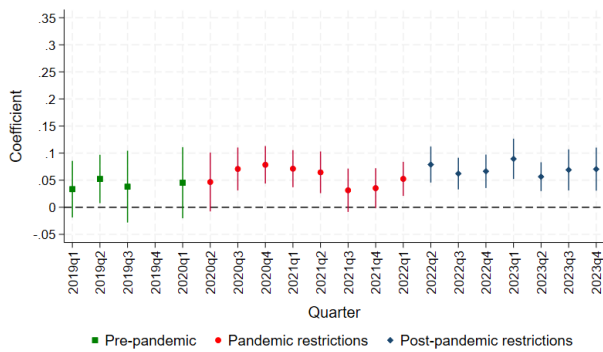 .35
.3
.25
.2
.15
.1
.05
0
-.05
Coefficient
2019q1
2019q2
2019q3
2019q4
2020q1
2020q2
2020q3
2020q4
2021q1
2021q2
2021q3
2021q4
2022q1
2022q2
2022q3
2022q4
2023q1
2023q2
2023q3
2023q4
Quarter
Pre-pandemic Pandemic restrictions Post-pandemic restrictions